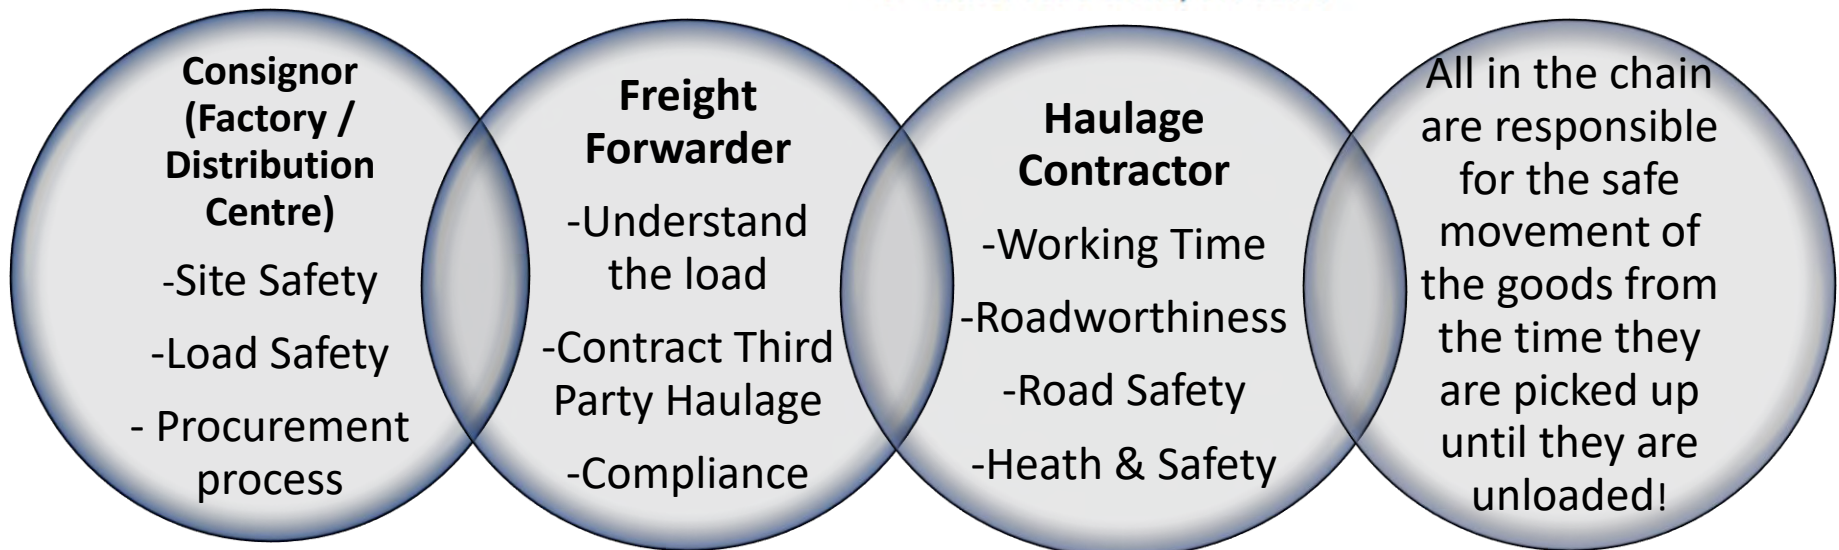 Consignor
(Factory /
Distribution
Centre)
-Site Safety
-Load Safety
- Procurement
process
Freight
Forwarder
-Understand
the load
-Contract Third
Party Haulage
-Compliance
Haulage
Contractor
-Working Time
-Roadworthiness
-Road Safety
-Heath & Safety
All in the chain
are responsible
for the safe
movement of
the goods from
the time they
are picked up
until they are
unloaded!